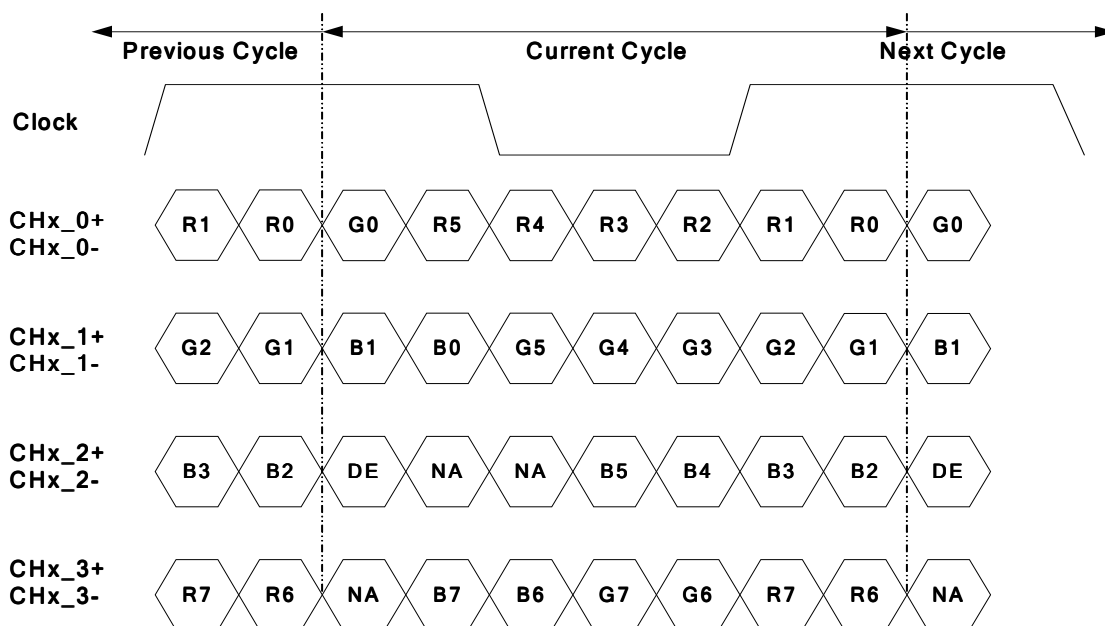 Previous Cycle Current Cycle Next Cycle
Clock
CHx_0+
CHx_0-
R1 R0 G0 R5 R4 R3 R2 R1 R0 G0
CHx_1+
CHx_1-
G2 G1 B1 B0 G5 G4 G3 G2 G1 B1
CHx_2+
CHx_2-
B3 B2 DE NA NA B5 B4 B3 B2 DE
CHx_3+
CHx_3-
R7 R6 NA B7 B6 G7 G6 R7 R6 NA